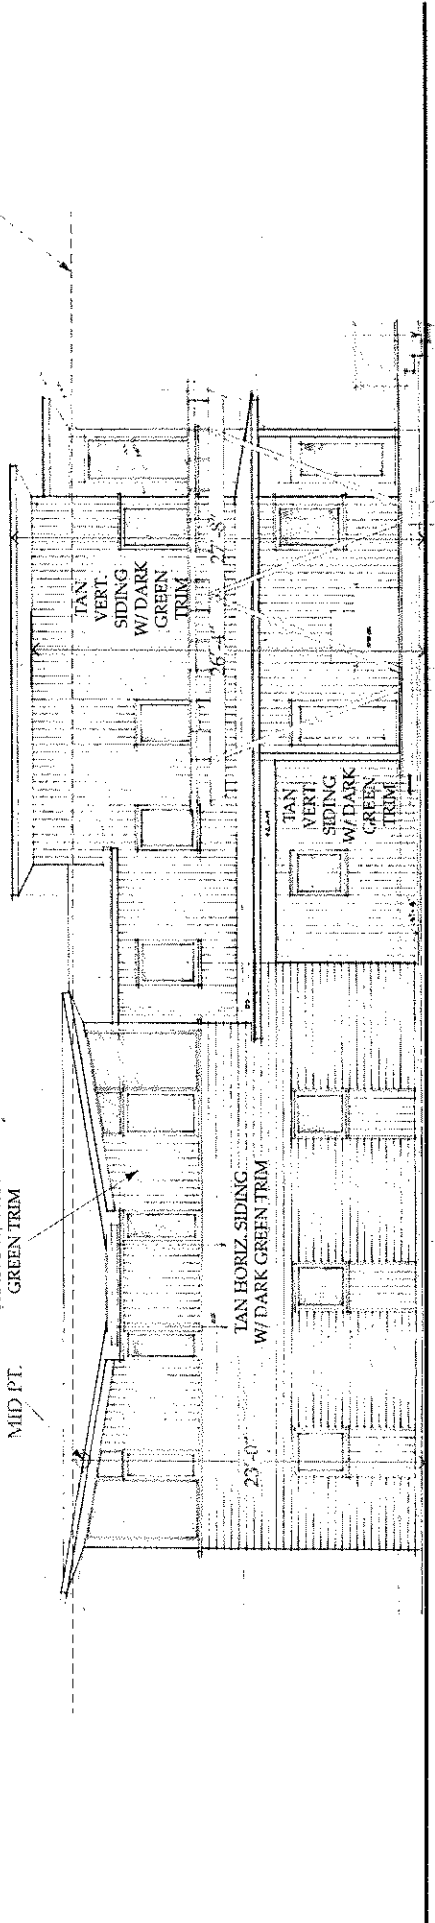 MID PT.
GREEN TRIM
TAN
VERT.
SIDING
W/ DARK
GREEN
TRIM
26'-4"
27'-8"
23'-0"
TAN HORIZ. SIDING
W/ DARK GREEN TRIM
TAN
VERT.
SIDING
W/ DARK
GREEN
TRIM